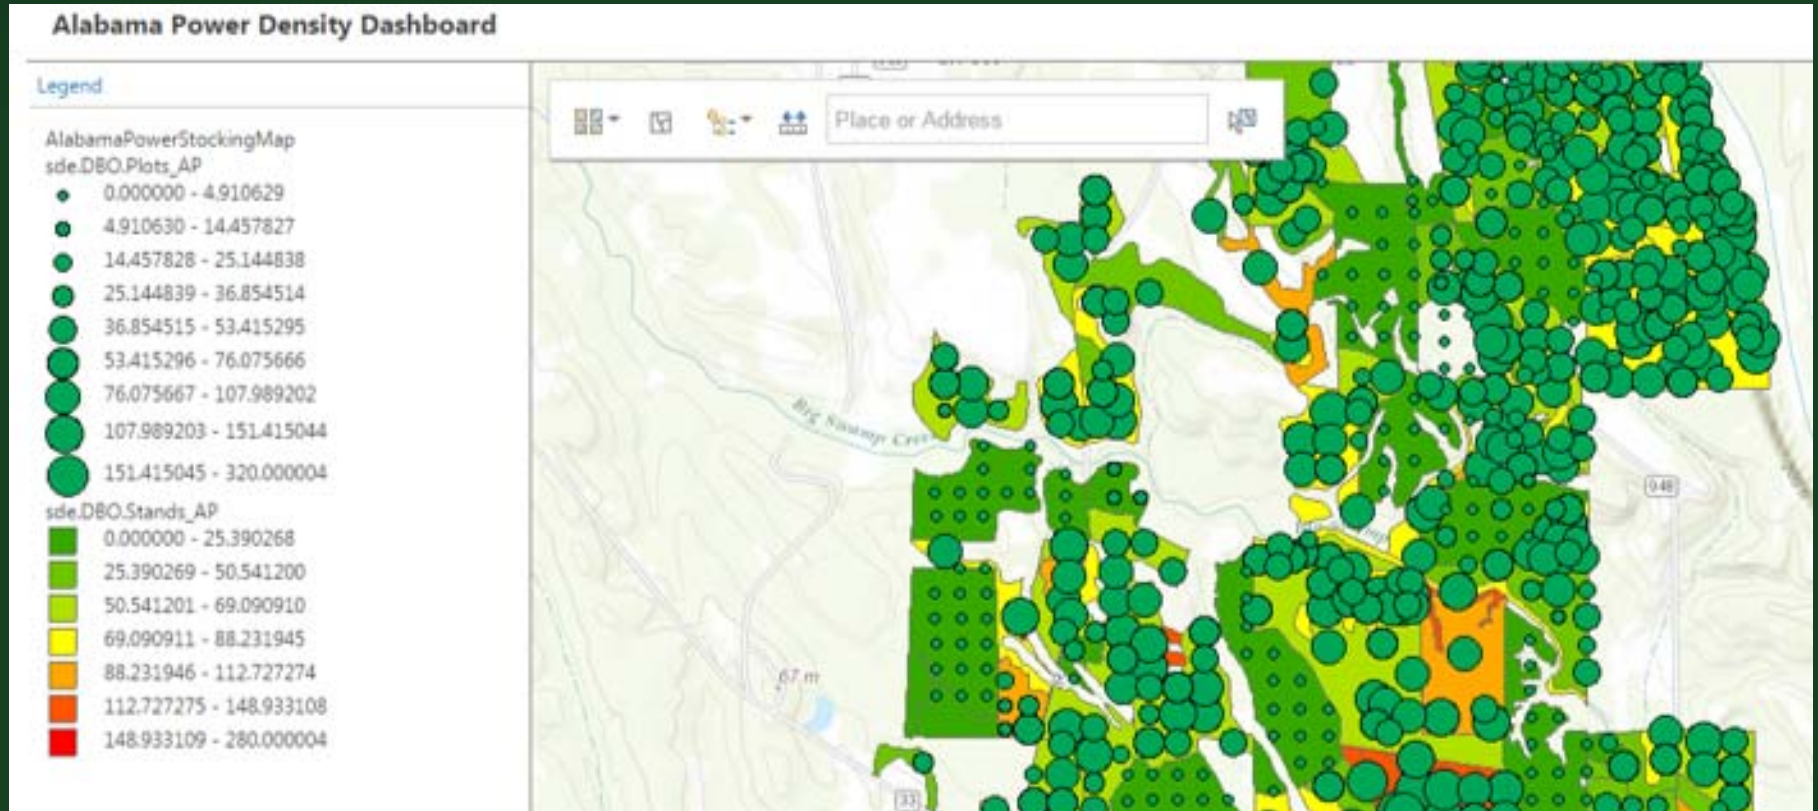 Alabama Power Density Dashboard
Legend
Place or Address
AlabamaPowerStockingMap
sde.DBO.Plots_AP
0.000000 - 4.910629
4.910630 - 14.457827
14.457828 - 25.144838
25.144839 - 36.854514
36.854515 - 53.415295
53.415296 - 76.075666
76.075667 - 107.989202
107.989203 - 151.415044
151.415045 - 320.000004
sde.DBO.Stands_AP
0.000000 - 25.390268
25.390269 - 50.541200
50.541201 - 69.090910
69.090911 - 88.231945
88.231946 - 112.727274
112.727275 - 148.933108
148.933109 - 280.000004
Big Swamp Creek
948
67 m
33